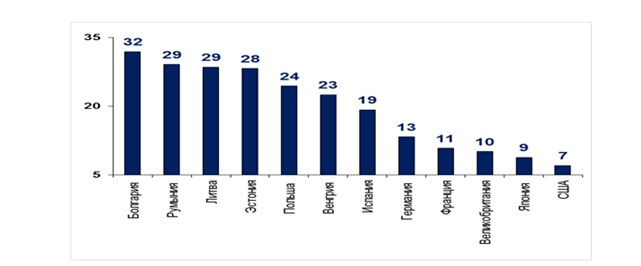 35
20
5
32
29
29
28
24
23
19
13
11
10
9
7
Болгария
Румыния
Литва
Эстония
Польша
Венгрия
Испания
Германия
Франция
Великобритания
Япония
США